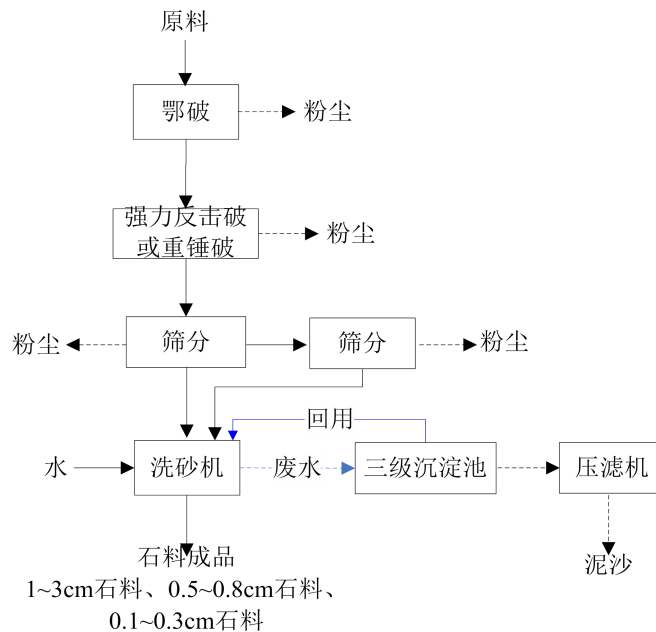 原料
鄂破
粉尘
强力反击破
或重锤破
粉尘
粉尘
筛分
筛分
粉尘
回用
水
洗砂机
废水
三级沉淀池
压滤机
石料成品
泥沙
1~3cm石料、0.5~0.8cm石料、
0.1~0.3cm石料